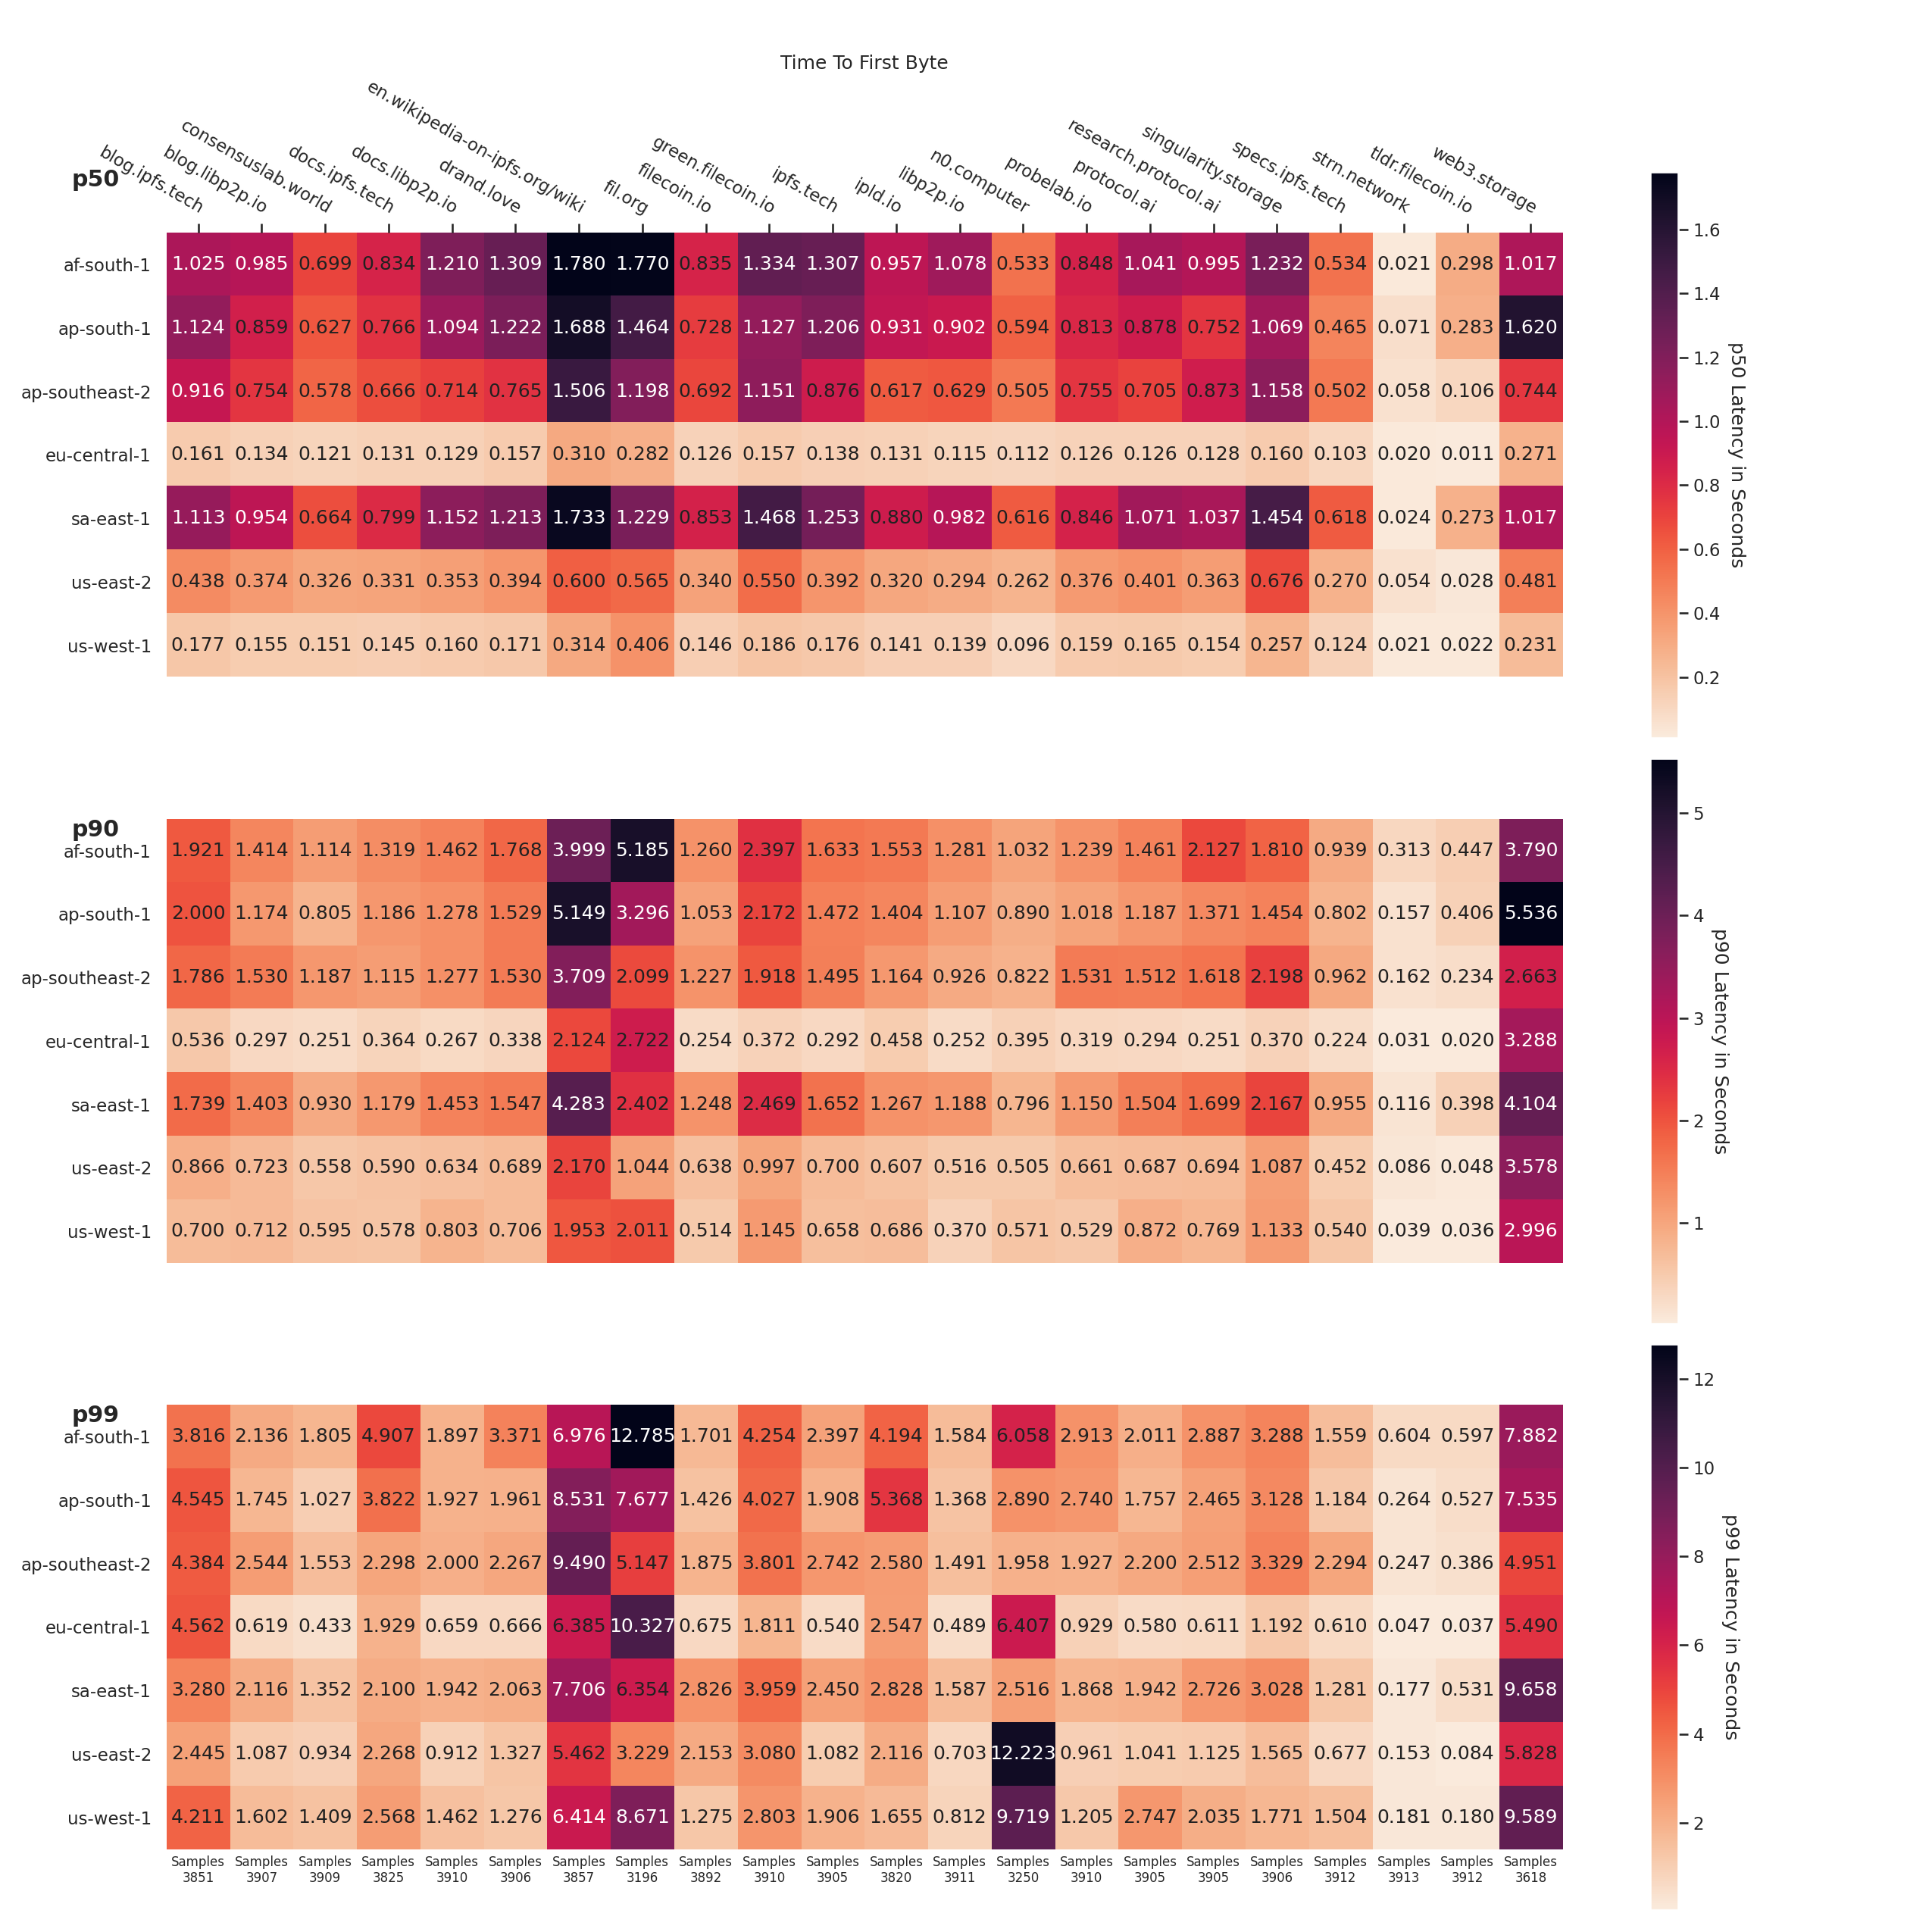 Time To First Byte
blog.ipfs.tech
blog.libp2p.io
consensuslab.world
docs.ipfs.tech
docs.libp2p.io
drand.love
en.wikipedia-on-ipfs.org/wiki
fil.org
filecoin.io
green.filecoin.io
ipfs.tech
ipld.io
libp2p.io
n0.computer
probelab.io
protocol.ai
research.protocol.ai
singularity.storage
specs.ipfs.tech
strn.network
tldr.filecoin.io
web3.storage
p50
af-south-1 1.025 0.985 0.699 0.834 1.210 1.309 1.780 1.770 0.835 1.334 1.307 0.957 1.078 0.533 0.848 1.041 0.995 1.232 0.534 0.021 0.298 1.017
ap-south-1 1.124 0.859 0.627 0.766 1.094 1.222 1.688 1.464 0.728 1.127 1.206 0.931 0.902 0.594 0.813 0.878 0.752 1.069 0.465 0.071 0.283 1.620
ap-southeast-2 0.916 0.754 0.578 0.666 0.714 0.765 1.506 1.198 0.692 1.151 0.876 0.617 0.629 0.505 0.755 0.705 0.873 1.158 0.502 0.058 0.106 0.744
eu-central-1 0.161 0.134 0.121 0.131 0.129 0.157 0.310 0.282 0.126 0.157 0.138 0.131 0.115 0.112 0.126 0.126 0.128 0.160 0.103 0.020 0.011 0.271
sa-east-1 1.113 0.954 0.664 0.799 1.152 1.213 1.733 1.229 0.853 1.468 1.253 0.880 0.982 0.616 0.846 1.071 1.037 1.454 0.618 0.024 0.273 1.017
us-east-2 0.438 0.374 0.326 0.331 0.353 0.394 0.600 0.565 0.340 0.550 0.392 0.320 0.294 0.262 0.376 0.401 0.363 0.676 0.270 0.054 0.028 0.481
us-west-1 0.177 0.155 0.151 0.145 0.160 0.171 0.314 0.406 0.146 0.186 0.176 0.141 0.139 0.096 0.159 0.165 0.154 0.257 0.124 0.021 0.022 0.231
1.6
1.4
1.2
1.0
0.8
0.6
0.4
0.2
p50 Latency in Seconds
p90
af-south-1 1.921 1.414 1.114 1.319 1.462 1.768 3.999 5.185 1.260 2.397 1.633 1.553 1.281 1.032 1.239 1.461 2.127 1.810 0.939 0.313 0.447 3.790
ap-south-1 2.000 1.174 0.805 1.186 1.278 1.529 5.149 3.296 1.053 2.172 1.472 1.404 1.107 0.890 1.018 1.187 1.371 1.454 0.802 0.157 0.406 5.536
ap-southeast-2 1.786 1.530 1.187 1.115 1.277 1.530 3.709 2.099 1.227 1.918 1.495 1.164 0.926 0.822 1.531 1.512 1.618 2.198 0.962 0.162 0.234 2.663
eu-central-1 0.536 0.297 0.251 0.364 0.267 0.338 2.124 2.722 0.254 0.372 0.292 0.458 0.252 0.395 0.319 0.294 0.251 0.370 0.224 0.031 0.020 3.288
sa-east-1 1.739 1.403 0.930 1.179 1.453 1.547 4.283 2.402 1.248 2.469 1.652 1.267 1.188 0.796 1.150 1.504 1.699 2.167 0.955 0.116 0.398 4.104
us-east-2 0.866 0.723 0.558 0.590 0.634 0.689 2.170 1.044 0.638 0.997 0.700 0.607 0.516 0.505 0.661 0.687 0.694 1.087 0.452 0.086 0.048 3.578
us-west-1 0.700 0.712 0.595 0.578 0.803 0.706 1.953 2.011 0.514 1.145 0.658 0.686 0.370 0.571 0.529 0.872 0.769 1.133 0.540 0.039 0.036 2.996
5
4
3
2
1
p90 Latency in Seconds
p99
af-south-1 3.816 2.136 1.805 4.907 1.897 3.371 6.976 12.785 1.701 4.254 2.397 4.194 1.584 6.058 2.913 2.011 2.887 3.288 1.559 0.604 0.597 7.882
ap-south-1 4.545 1.745 1.027 3.822 1.927 1.961 8.531 7.677 1.426 4.027 1.908 5.368 1.368 2.890 2.740 1.757 2.465 3.128 1.184 0.264 0.527 7.535
ap-southeast-2 4.384 2.544 1.553 2.298 2.000 2.267 9.490 5.147 1.875 3.801 2.742 2.580 1.491 1.958 1.927 2.200 2.512 3.329 2.294 0.247 0.386 4.951
eu-central-1 4.562 0.619 0.433 1.929 0.659 0.666 6.385 10.327 0.675 1.811 0.540 2.547 0.489 6.407 0.929 0.580 0.611 1.192 0.610 0.047 0.037 5.490
sa-east-1 3.280 2.116 1.352 2.100 1.942 2.063 7.706 6.354 2.826 3.959 2.450 2.828 1.587 2.516 1.868 1.942 2.726 3.028 1.281 0.177 0.531 9.658
us-east-2 2.445 1.087 0.934 2.268 0.912 1.327 5.462 3.229 2.153 3.080 1.082 2.116 0.703 12.223 0.961 1.041 1.125 1.565 0.677 0.153 0.084 5.828
us-west-1 4.211 1.602 1.409 2.568 1.462 1.276 6.414 8.671 1.275 2.803 1.906 1.655 0.812 9.719 1.205 2.747 2.035 1.771 1.504 0.181 0.180 9.589
Samples Samples Samples Samples Samples Samples Samples Samples Samples Samples Samples Samples Samples Samples Samples Samples Samples Samples Samples Samples Samples Samples
3851 3907 3909 3825 3910 3906 3857 3196 3892 3910 3905 3820 3911 3250 3910 3905 3905 3906 3912 3913 3912 3618
12
10
8
6
4
2
p99 Latency in Seconds